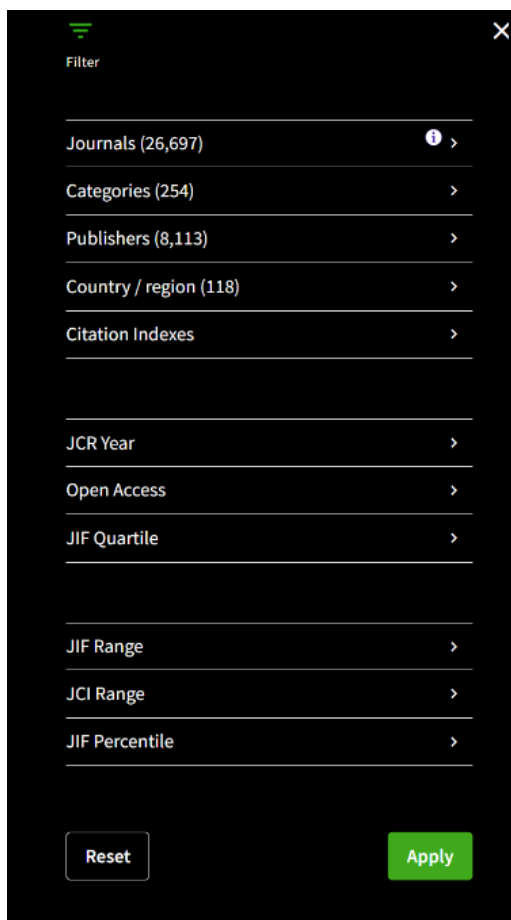 Filter
Journals (26,697)
Categories (254)
Publishers (8,113)
Country / region (118)
Citation Indexes
JCR Year
Open Access
JIF Quartile
JIF Range
JCI Range
JIF Percentile
Reset
Apply